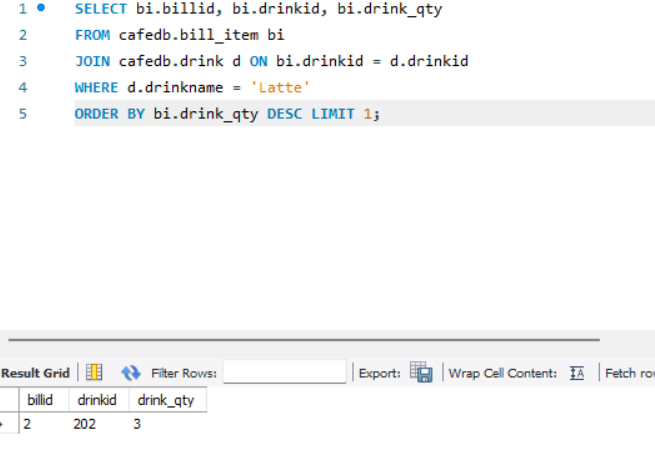 1 SELECT bi.billid, bi.drinkid, bi.drink_qty
2 FROM cafedb.bill_item bi
3 JOIN cafedb.drink d ON bi.drinkid = d.drinkid
4 WHERE d.drinkname = 'Latte'
5 ORDER BY bi.drink_qty DESC LIMIT 1;
Result Grid Filter Rows: Export: Wrap Cell Content: IA Fetch
billid drinkid drink_qty
2 202 3